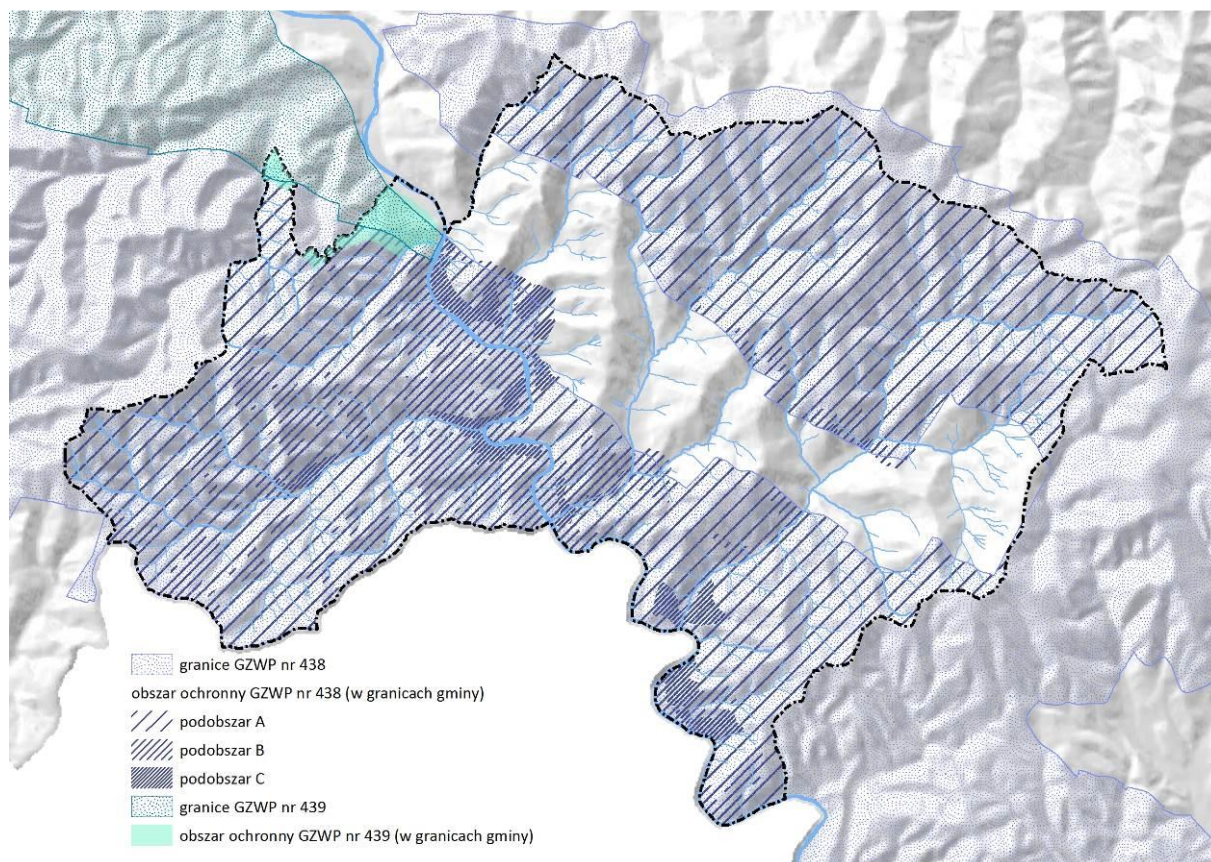 granice GZWP nr 438
obszar ochronny GZWP nr 438 (w granicach gminy)
podobszar A
podobszar B
podobszar C
granice GZWP nr 439
obszar ochronny GZWP nr 439 (w granicach gminy)